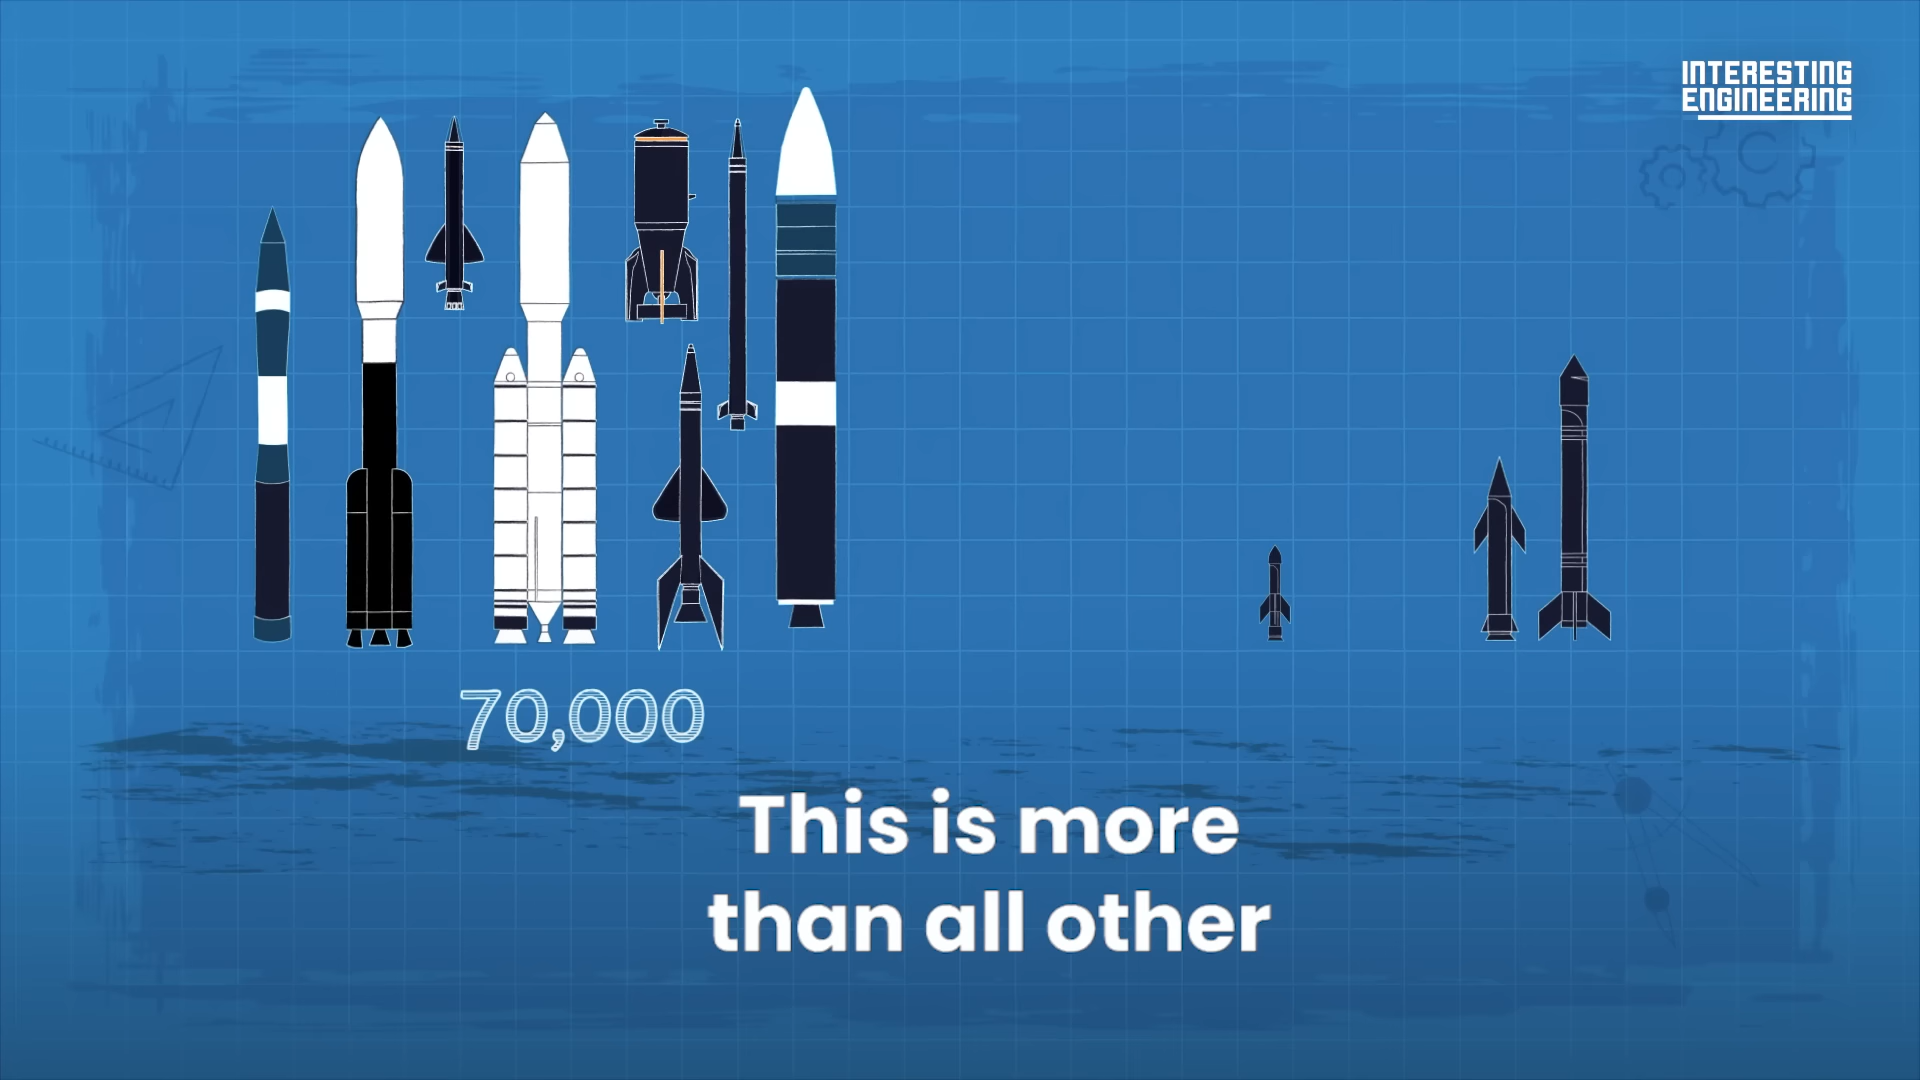 INTERESTING
ENGINEERING
70,000
This is more
than all other